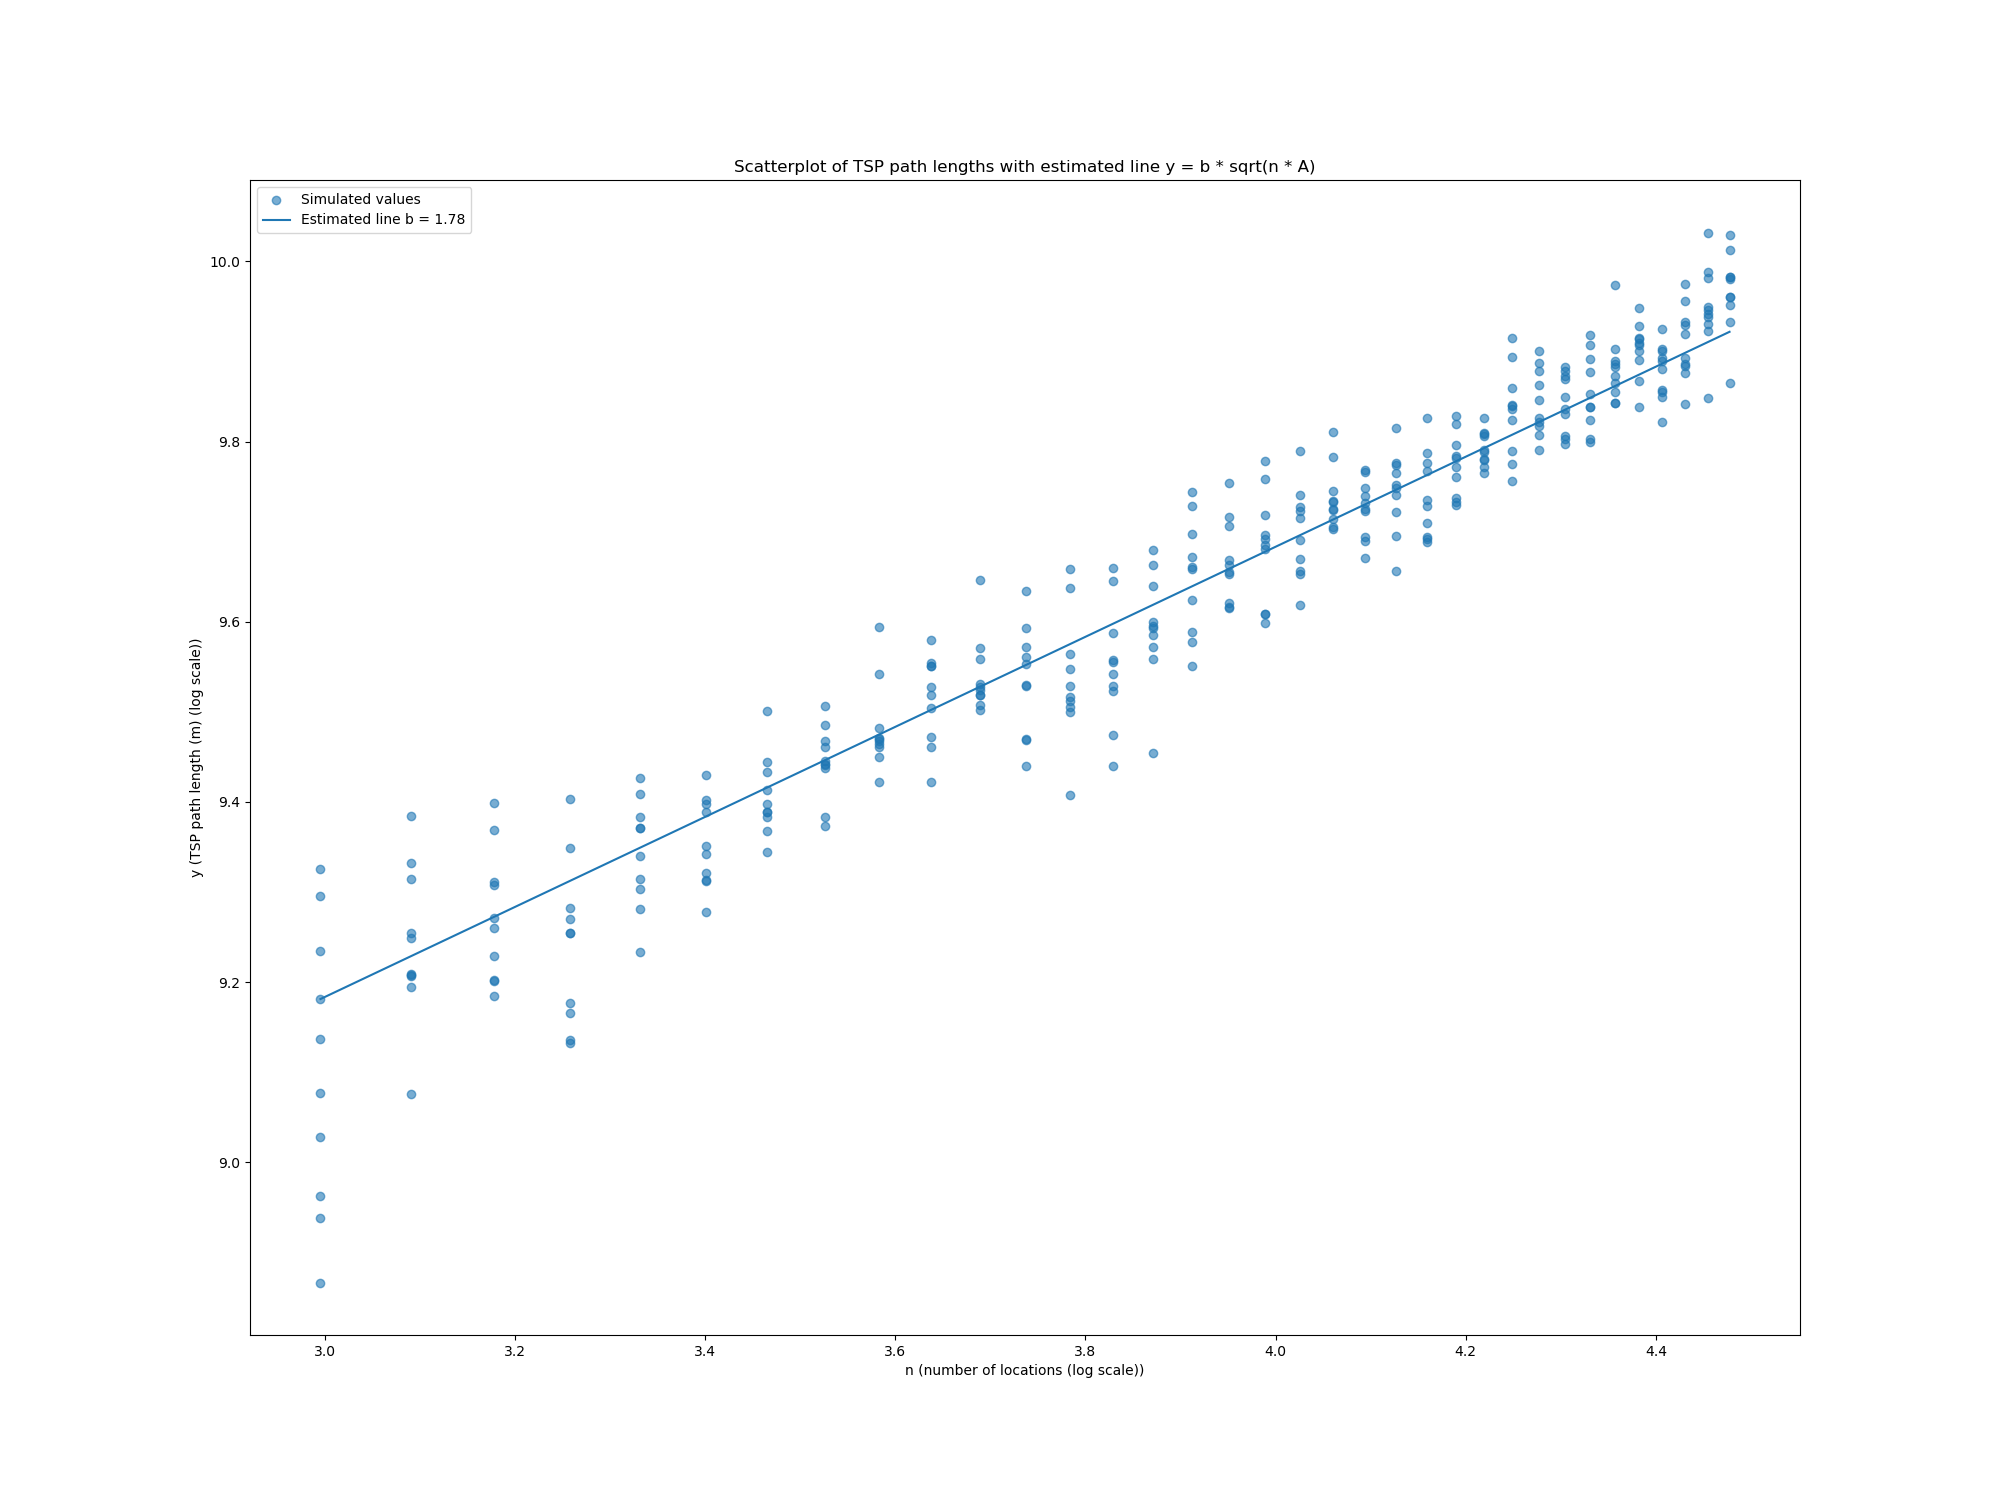 Scatterplot of TSP path lengths with estimated line y = b * sqrt(n * A)
Simulated values
Estimated line b = 1.78
10.0
9.8
9.6
9.4
9.2
9.0
y (TSP path length (m) (log scale))
3.0 3.2 3.4 3.6 3.8 4.0 4.2 4.4
n (number of locations (log scale))